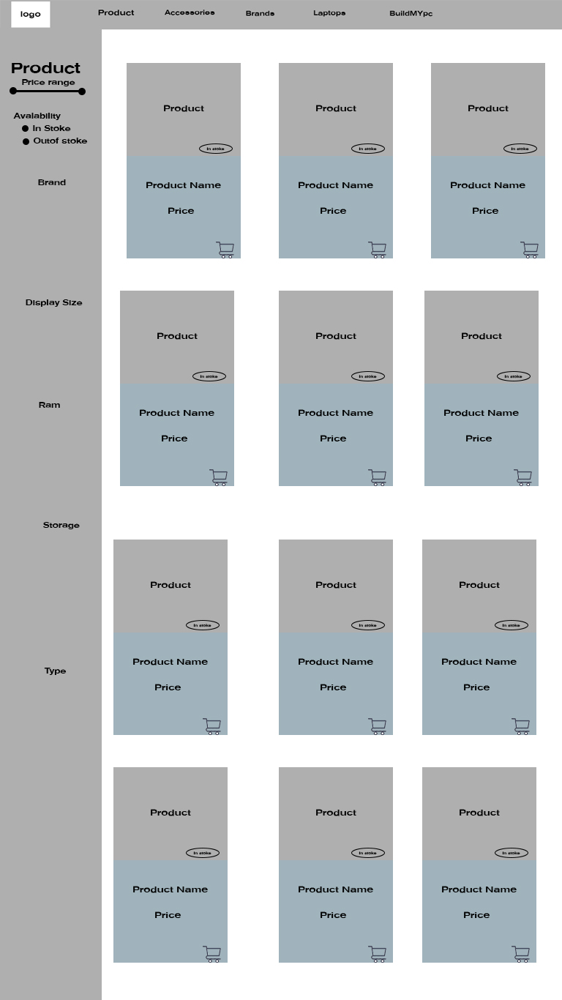 logo
Product
Accessories
Brands
Laptops
BuildMYpc
Product
Price range
Avalability
In Stoke
Outof stoke
Brand
Display Size
Ram
Storage
Type
Product
Product
Product
In stoke
In stoke
In stoke
Product Name
Product Name
Product Name
Price
Price
Price
Product
Product
Product
In stoke
In stoke
In stoke
Product Name
Product Name
Product Name
Price
Price
Price
Product
Product
Product
In stoke
In stoke
In stoke
Product Name
Product Name
Product Name
Price
Price
Price
Product
Product
Product
In stoke
In stoke
In stoke
Product Name
Product Name
Product Name
Price
Price
Price